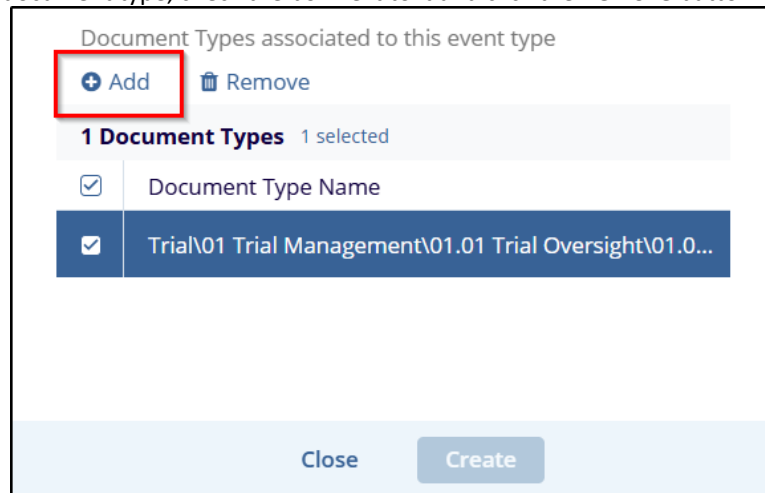 Document Types associated to this event type
Add Remove
1 Document Types 1 selected
Document Type Name
Trial\01 Trial Management\01.01 Trial Oversight\01.0...
Close Create